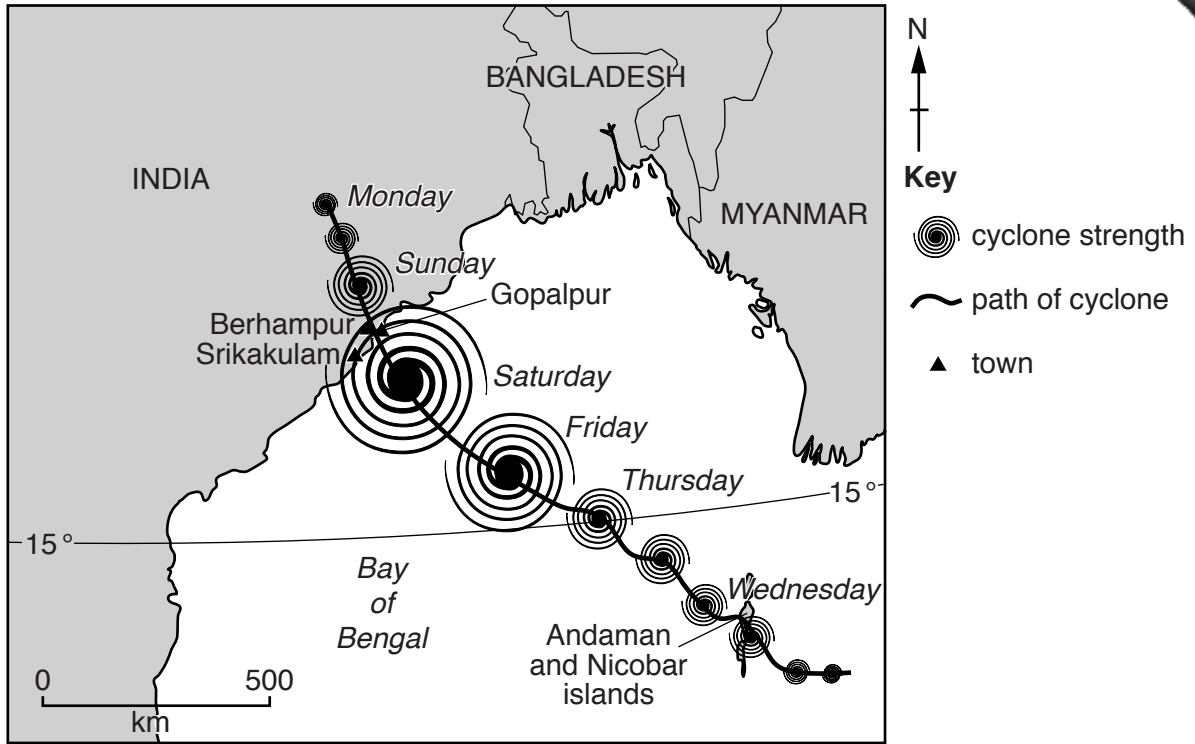 BANGLADESH
INDIA
Monday
MYANMAR
Sunday
Gopalpur
Berhampur
Srikakulam
Saturday
Friday
Thursday
15°
15°
Bay
of
Bengal
Wednesday
Andaman
and Nicobar
islands
0 500
km
N
Key
cyclone strength
path of cyclone
town